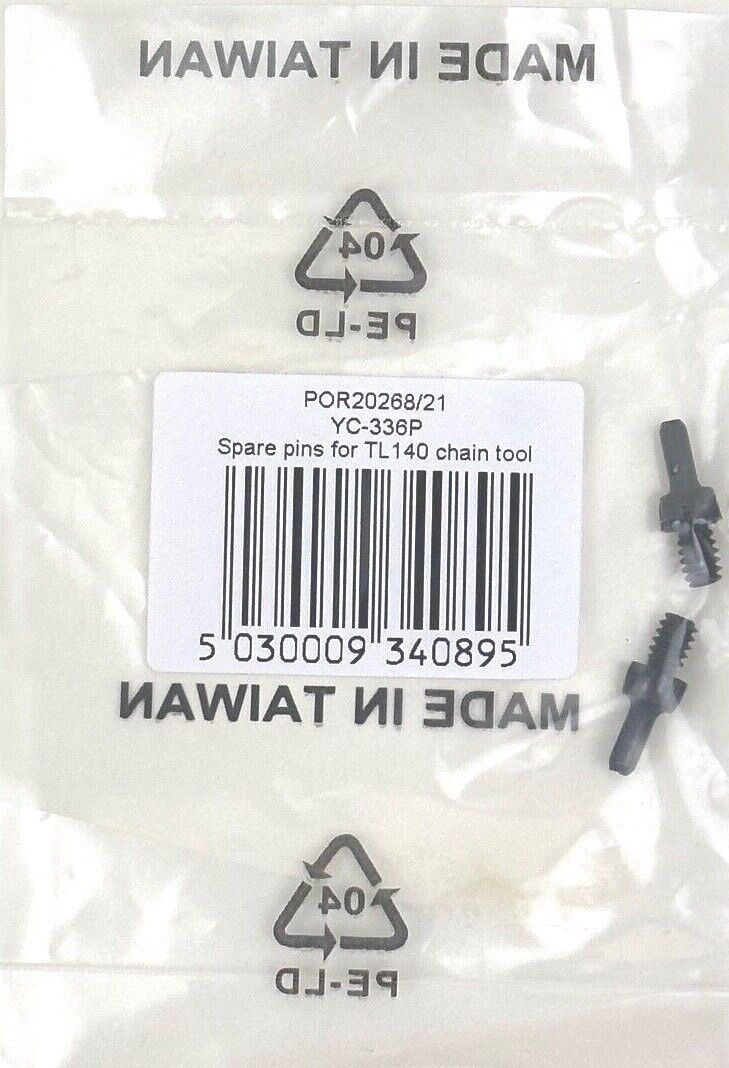 MADE IN TAIWAN
04
PE-LD
POR20268/21
YC-336P
Spare pins for TL140 chain tool
5 030009 340895
MADE IN TAIWAN
04
PE-LD